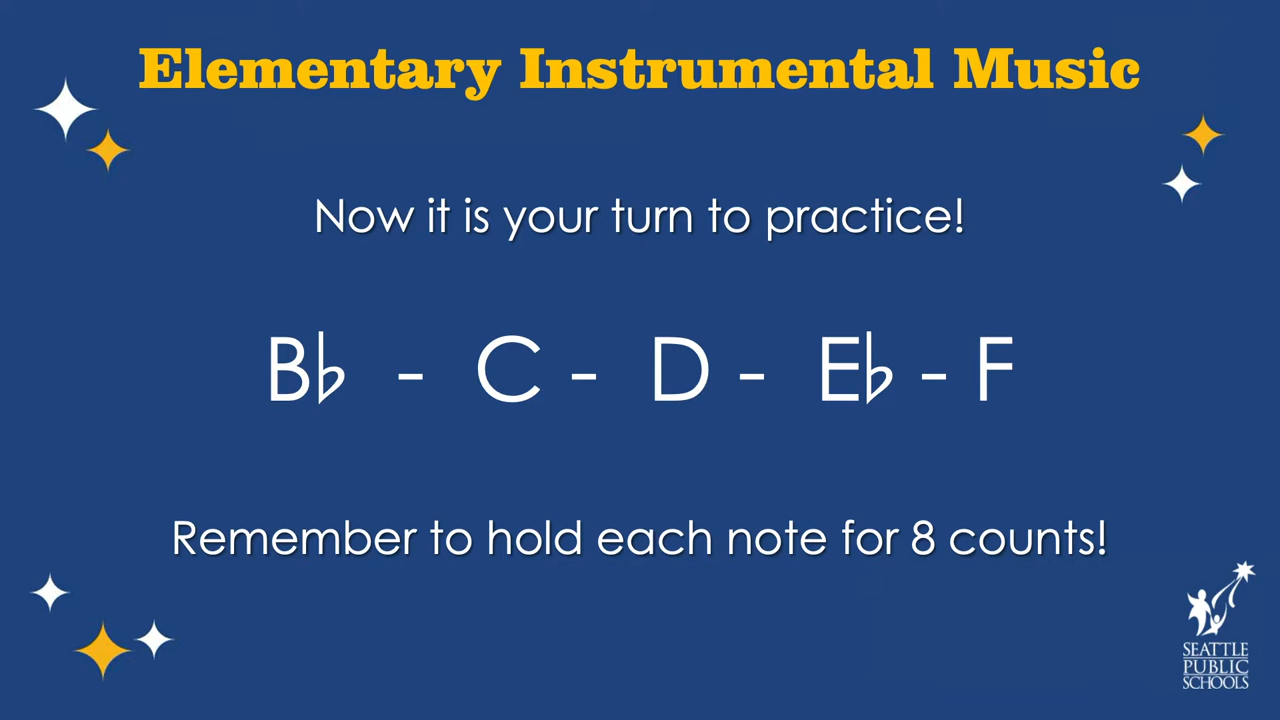 Elementary Instrumental Music
Now it is your turn to practice!
B♭ - C - D - E♭ - F
Remember to hold each note for 8 counts!
SEATTLE
PUBLIC
SCHOOLS